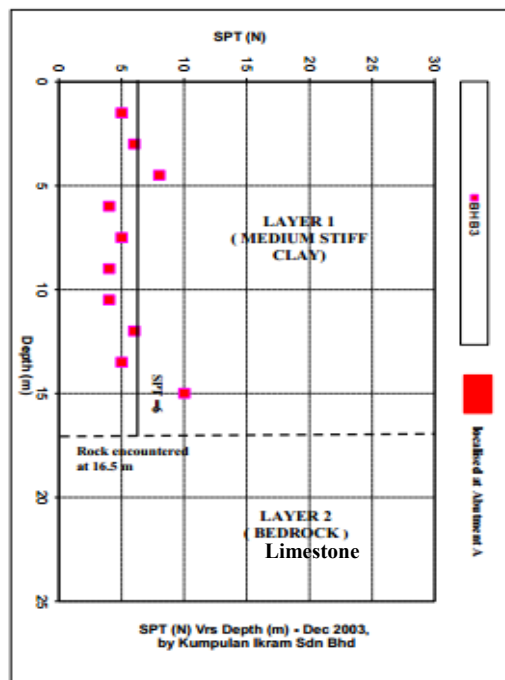 SPT (N)
0 5 10 15 20 25 30
0
5
10
15
20
25
Depth (m)
LAYER 1
( MEDIUM STIFF
CLAY)
SPT
Rock encountered
at 16.5 m
LAYER 2
( BEDROCK )
Limestone
BHB3
localised at Abutment A
SPT (N) Vrs Depth (m) - Dec 2003,
by Kumpulan Ikram Sdn Bhd